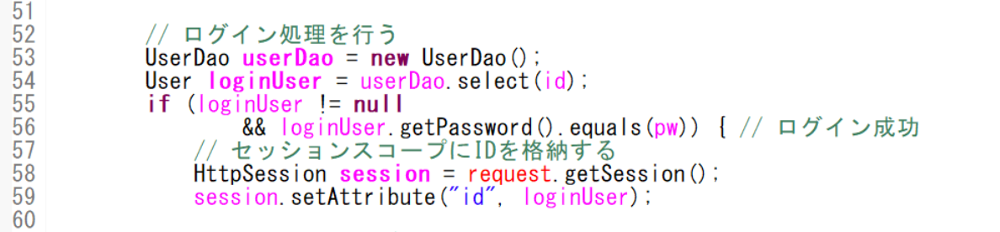 51
52 // ログイン処理を行う
53 UserDao userDao = new UserDao();
54 User loginUser = userDao.select(id);
55 if (loginUser != null
56 && loginUser.getPassword().equals(pw)) { // ログイン成功
57 // セッションスコープにIDを格納する
58 HttpSession session = request.getSession();
59 session.setAttribute("id", loginUser);
60